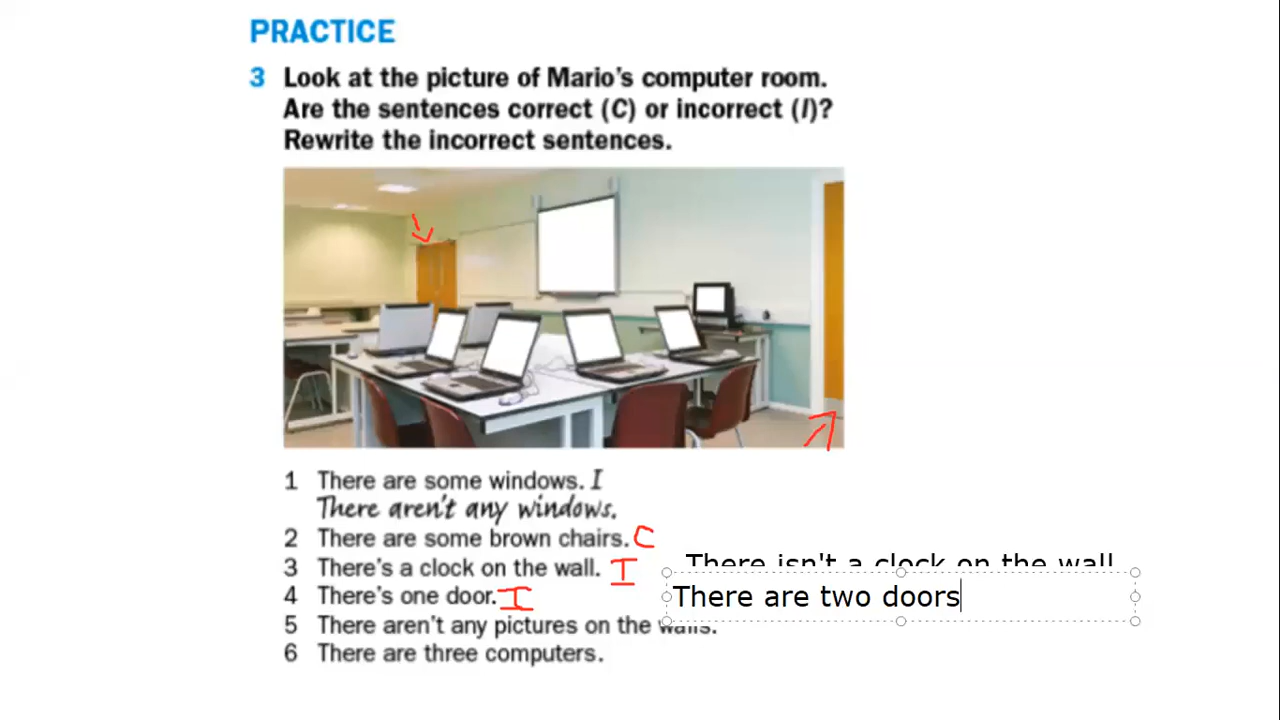 PRACTICE
3 Look at the picture of Mario's computer room.
Are the sentences correct (C) or incorrect (I)?
Rewrite the incorrect sentences.
1 There are some windows. I
There aren't any windows.
2 There are some brown chairs. C
3 There's a clock on the wall. I There isn't a clock on the wall
4 There's one door. I There are two doors
5 There aren't any pictures on the walls.
6 There are three computers.